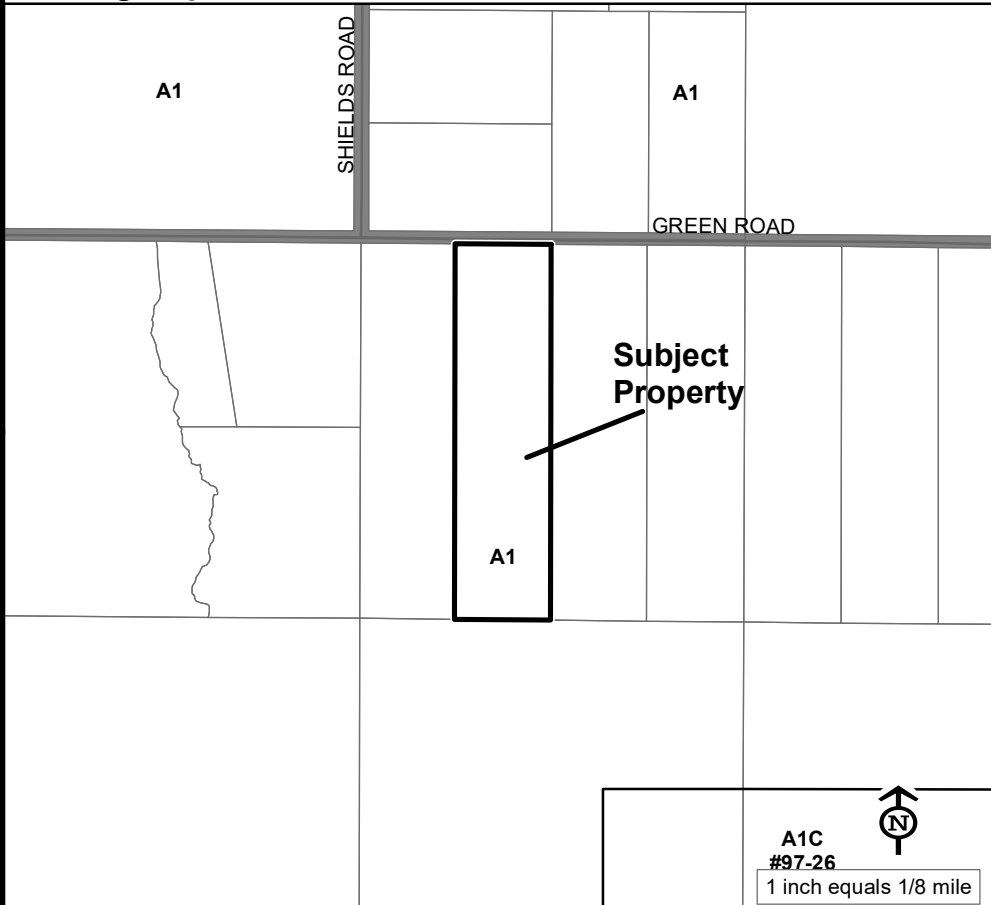 A1
SHIELDS ROAD
A1
GREEN ROAD
Subject
Property
A1
A1C
#97-26
N
1 inch equals 1/8 mile